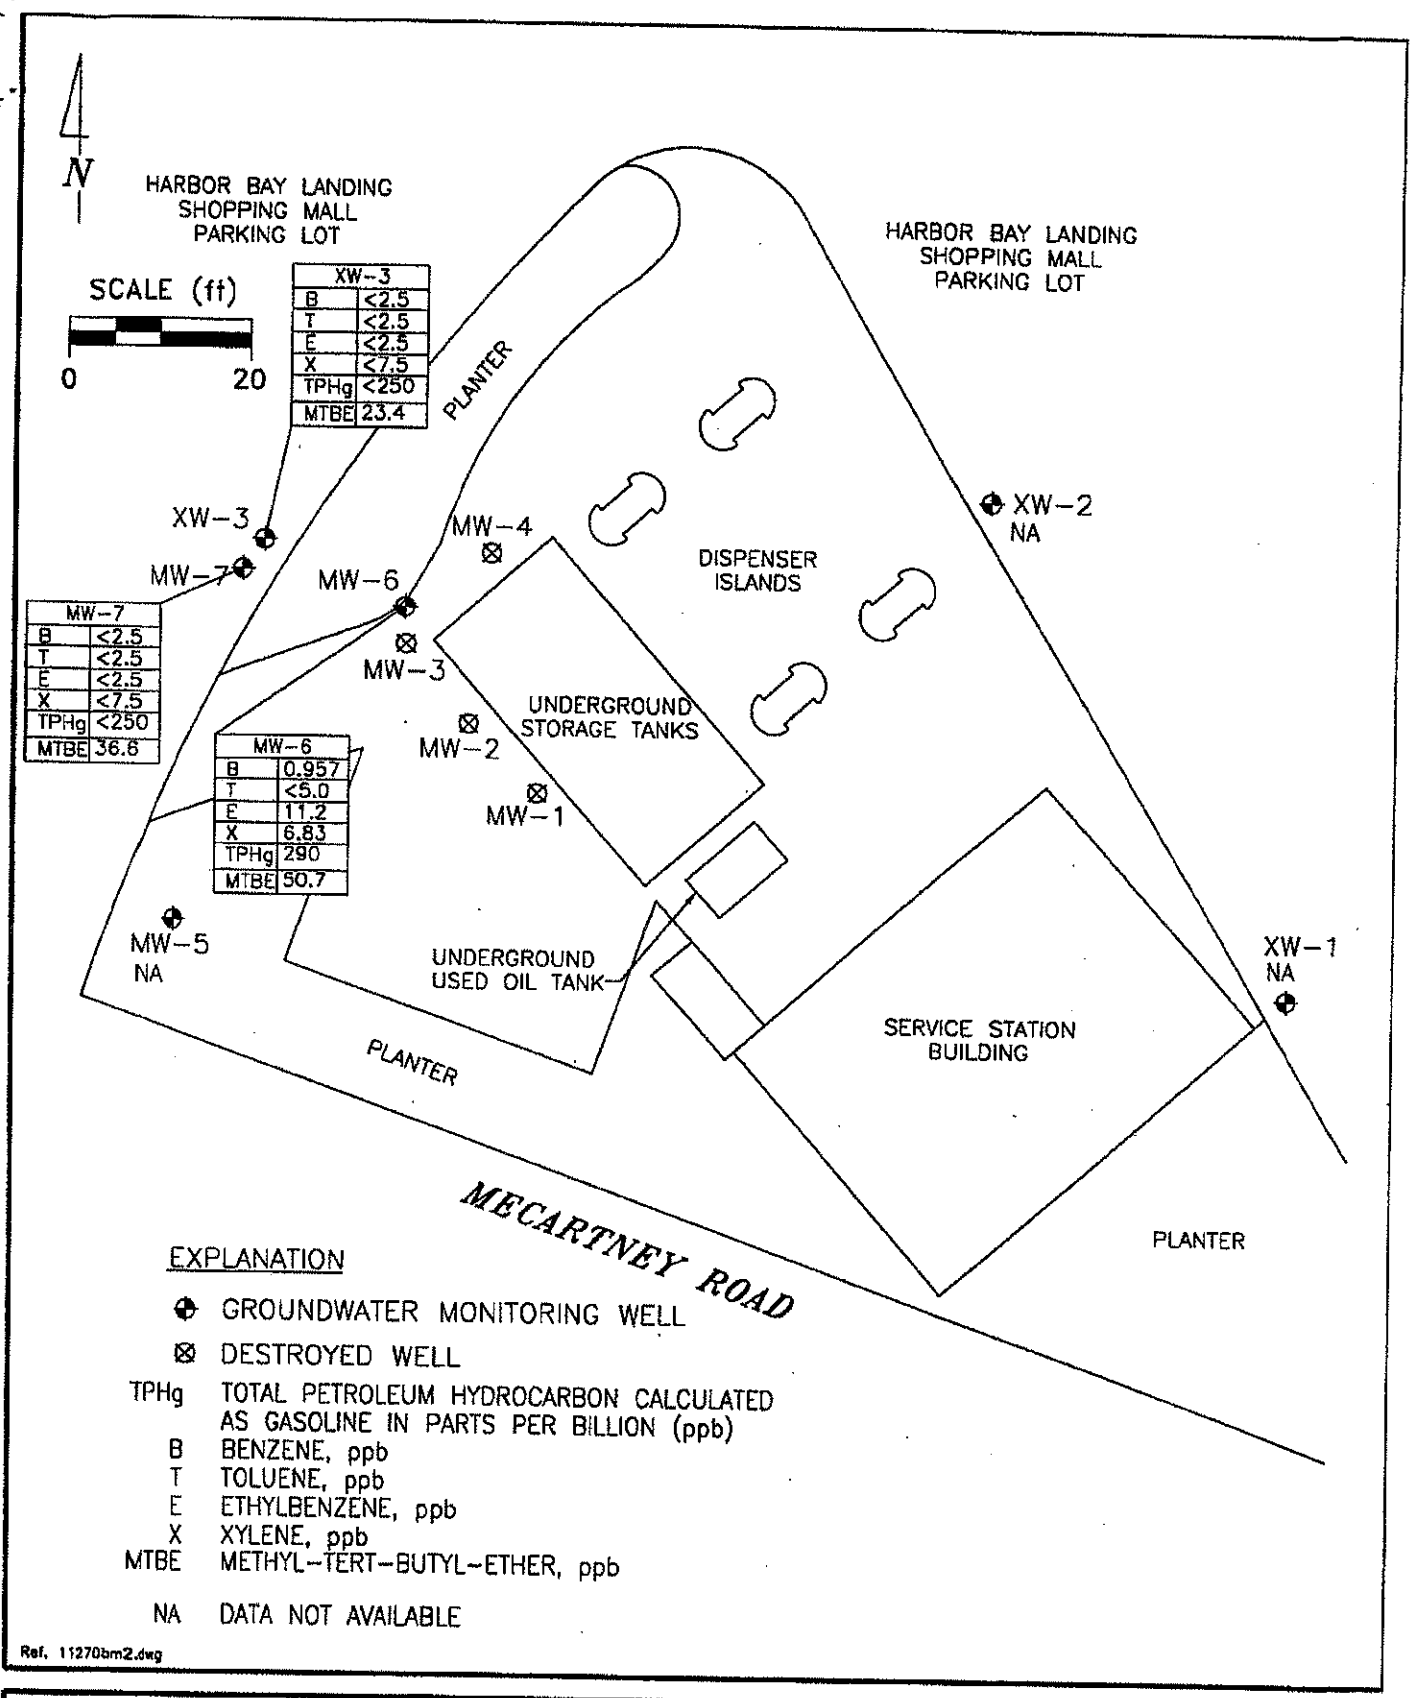 N
HARBOR BAY LANDING
SHOPPING MALL
PARKING LOT
HARBOR BAY LANDING
SHOPPING MALL
PARKING LOT
SCALE (ft)
0 20
XW-3
B <2.5
T <2.5
E <2.5
X <7.5
TPHg <250
MTBE 23.4
PLANTER
XW-3
MW-7
MW-4
MW-6
XW-2
NA
DISPENSER
ISLANDS
MW-7
B <2.5
T <2.5
E <2.5
X <7.5
TPHg <250
MTBE 36.6
MW-3
UNDERGROUND
STORAGE TANKS
MW-2
MW-1
MW-6
B 0.957
T <5.0
E 11.2
X 6.83
TPHg 290
MTBE 50.7
MW-5
NA
UNDERGROUND
USED OIL TANK
XW-1
NA
SERVICE STATION
BUILDING
PLANTER
MECARTNEY ROAD
PLANTER
EXPLANATION
GROUNDWATER MONITORING WELL
DESTROYED WELL
TPHg TOTAL PETROLEUM HYDROCARBON CALCULATED
AS GASOLINE IN PARTS PER BILLION (ppb)
B BENZENE, ppb
T TOLUENE, ppb
E ETHYLBENZENE, ppb
X XYLENE, ppb
MTBE METHYL-TERT-BUTYL-ETHER, ppb
NA DATA NOT AVAILABLE
Ref. 11270bm2.dwg